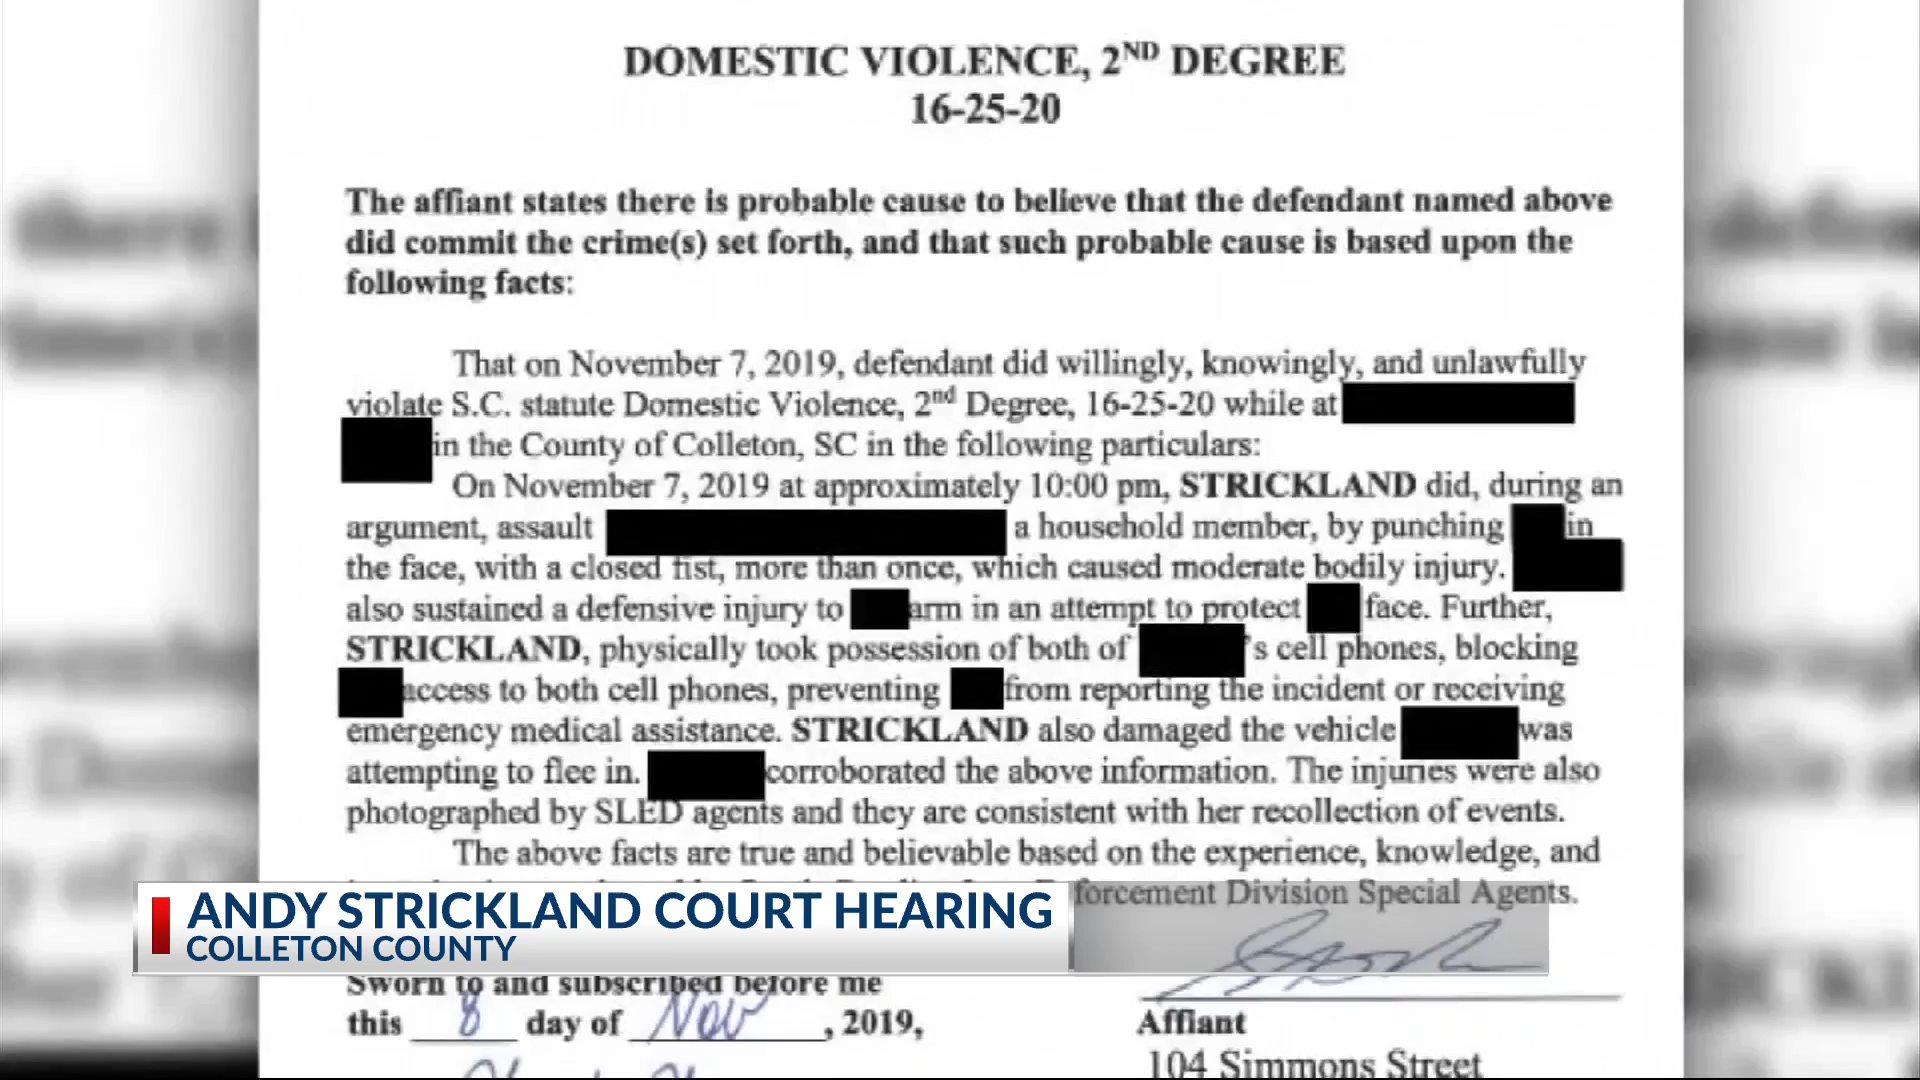 DOMESTIC VIOLENCE, 2ND DEGREE
16-25-20
The affiant states there is probable cause to believe that the defendant named above
did commit the crime(s) set forth, and that such probable cause is based upon the
following facts:
That on November 7, 2019, defendant did willingly, knowingly, and unlawfully
violate S.C. statute Domestic Violence, 2nd Degree, 16-25-20 while at
in the County of Colleton, SC in the following particulars:
On November 7, 2019 at approximately 10:00 pm, STRICKLAND did, during an
argument, assault a household member, by punching in
the face, with a closed fist, more than once, which caused moderate bodily injury.
also sustained a defensive injury to arm in an attempt to protect face. Further,
STRICKLAND, physically took possession of both of 's cell phones, blocking
access to both cell phones, preventing from reporting the incident or receiving
emergency medical assistance. STRICKLAND also damaged the vehicle was
attempting to flee in. corroborated the above information. The injuries were also
photographed by SLED agents and they are consistent with her recollection of events.
The above facts are true and believable based on the experience, knowledge, and
forcement Division Special Agents.
ANDY STRICKLAND COURT HEARING
COLLETON COUNTY
Sworn to and subscribed before me
this 8 day of Nov, 2019,
Affiant
104 Simmons Street